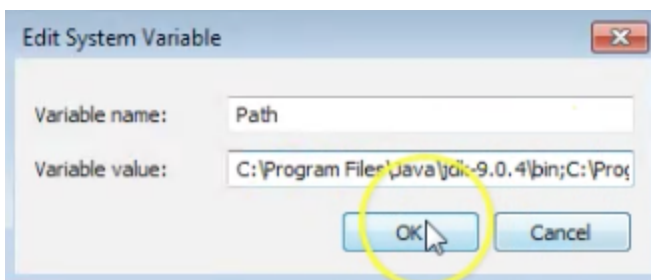 Edit System Variable
Variable name: Path
Variable value: C:\Program Files\Java\jdk-9.0.4\bin;C:\Prog
OK Cancel